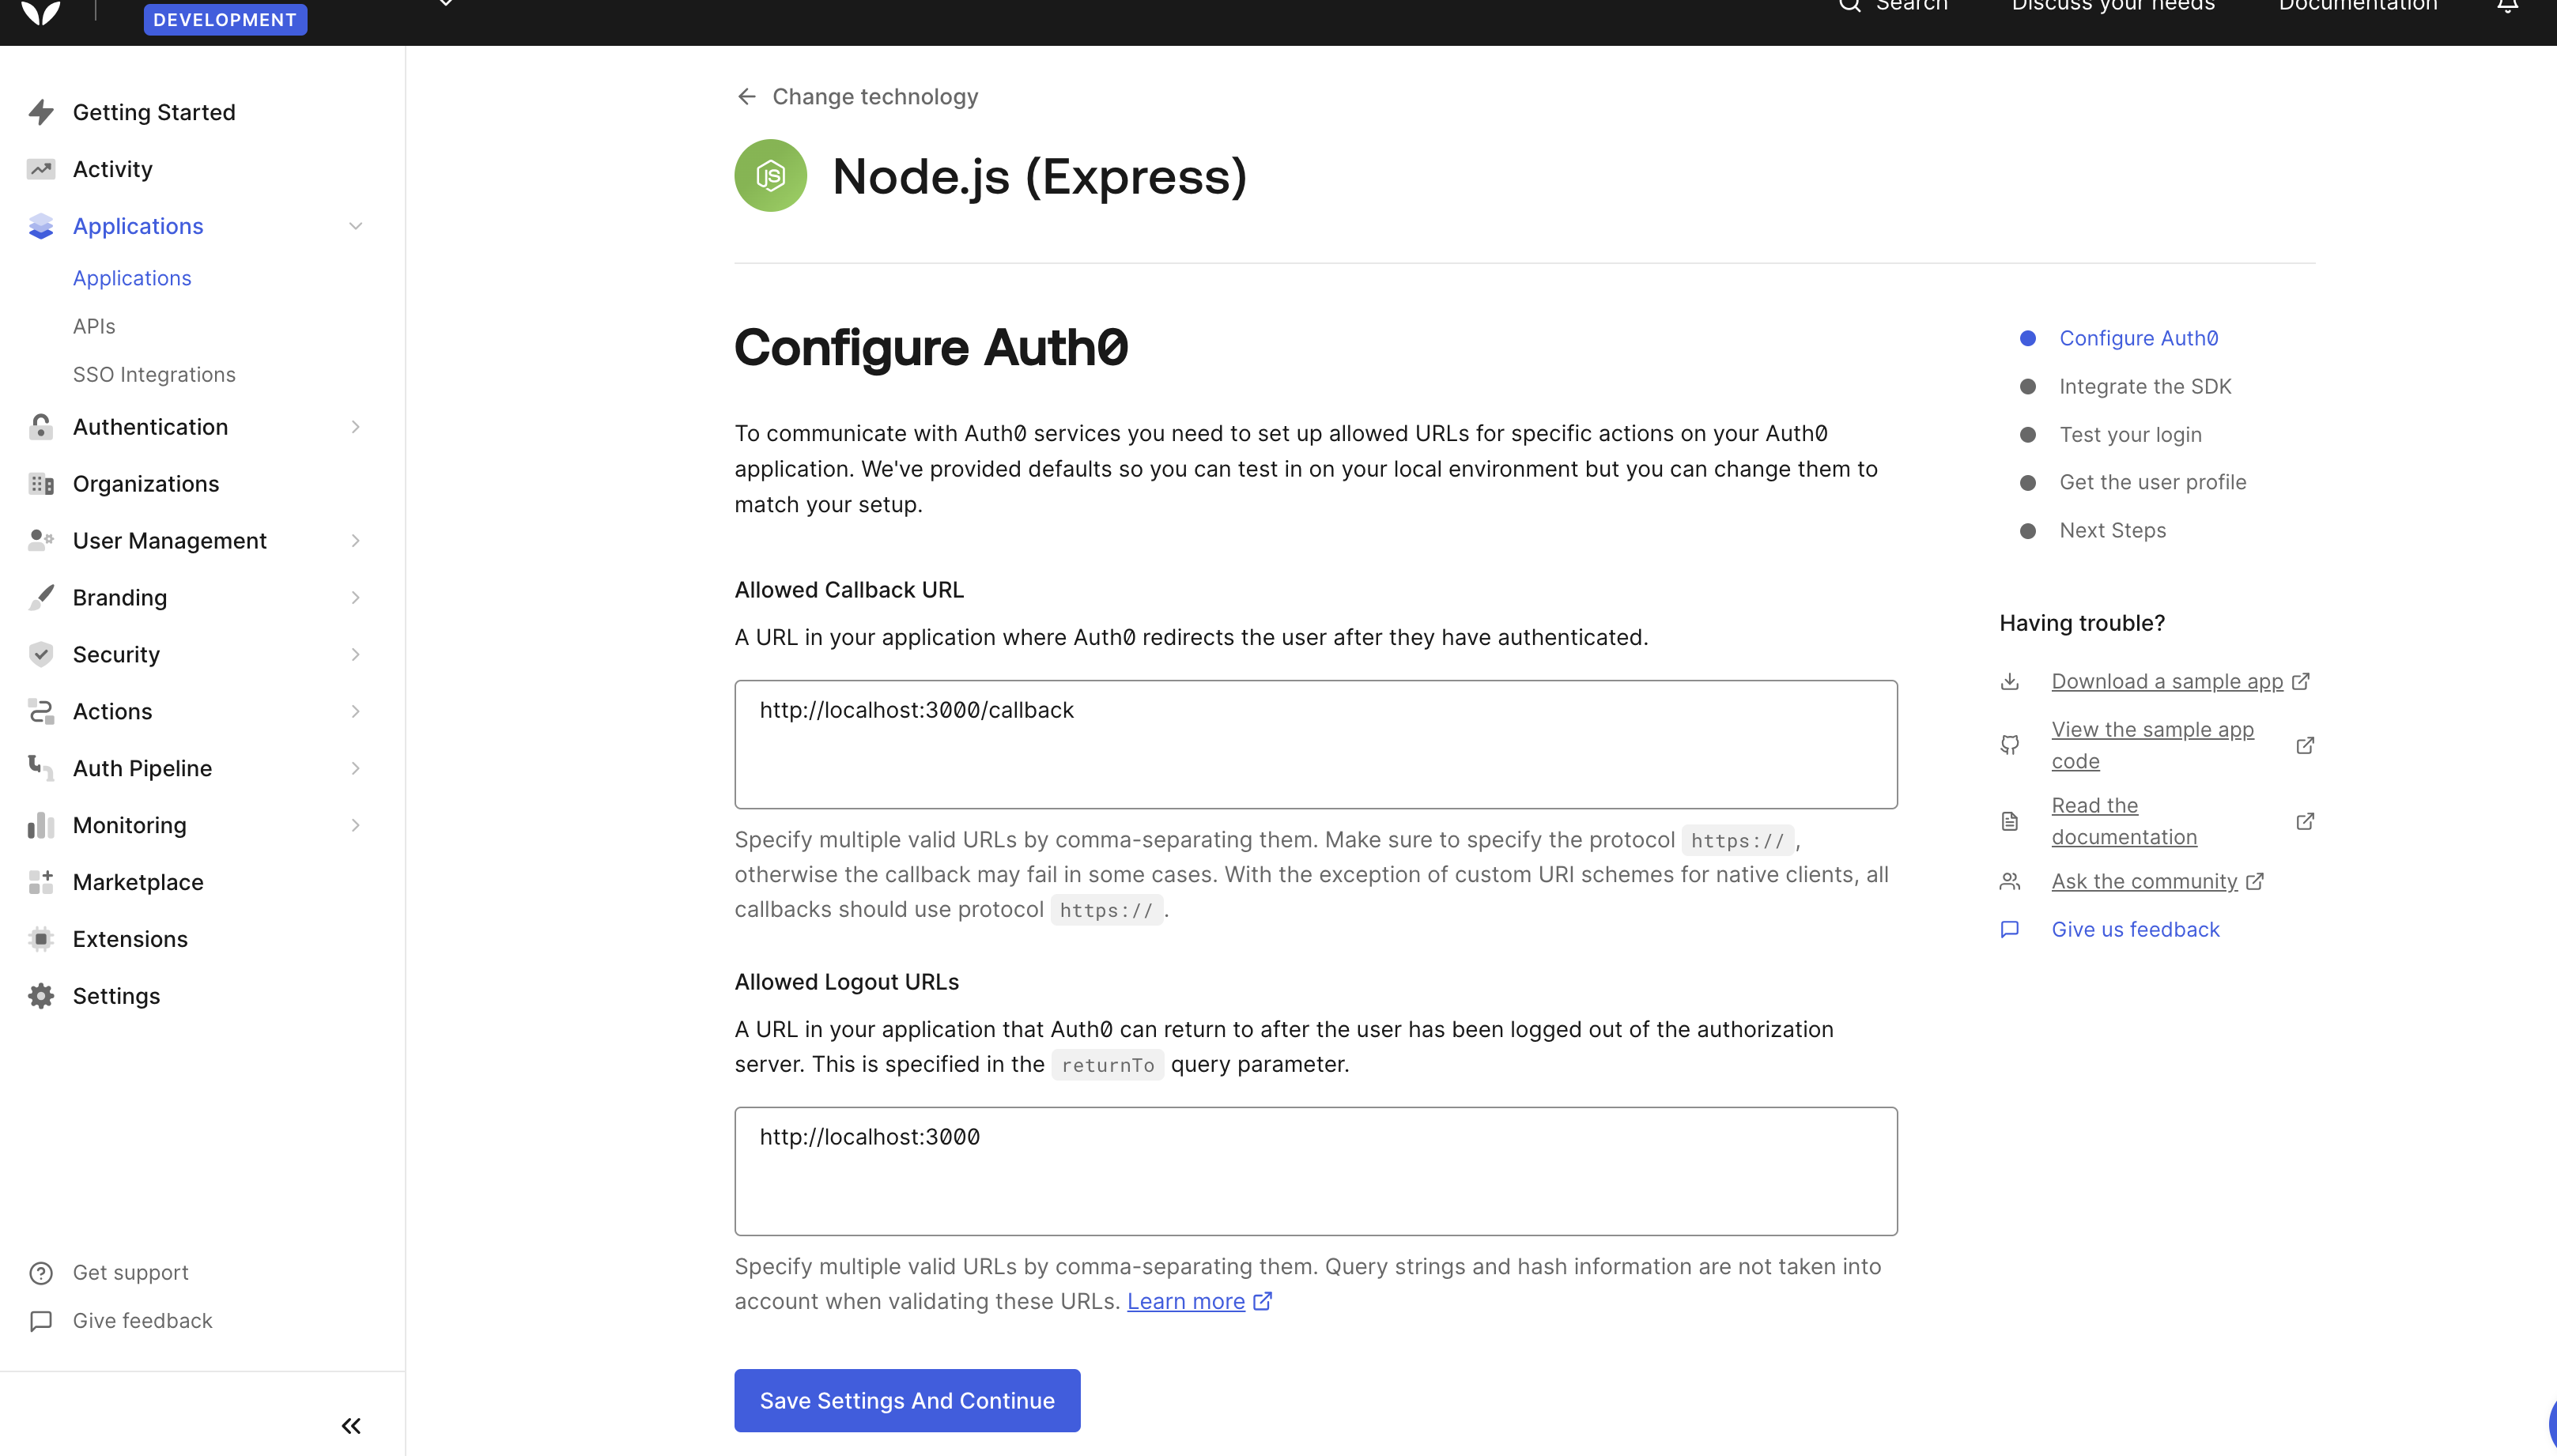 DEVELOPMENT
Search
Discuss your needs
Documentation
Getting Started
Activity
Applications
Applications
APIs
SSO Integrations
Authentication
Organizations
User Management
Branding
Security
Actions
Auth Pipeline
Monitoring
Marketplace
Extensions
Settings
Get support
Give feedback
Change technology
JS
Node.js (Express)
Configure Auth0
To communicate with Auth0 services you need to set up allowed URLs for specific actions on your Auth0
application. We've provided defaults so you can test in on your local environment but you can change them to
match your setup.
Allowed Callback URL
A URL in your application where Auth0 redirects the user after they have authenticated.
http://localhost:3000/callback
Specify multiple valid URLs by comma-separating them. Make sure to specify the protocol https:// ,
otherwise the callback may fail in some cases. With the exception of custom URI schemes for native clients, all
callbacks should use protocol https:// .
Allowed Logout URLs
A URL in your application that Auth0 can return to after the user has been logged out of the authorization
server. This is specified in the returnTo query parameter.
http://localhost:3000
Specify multiple valid URLs by comma-separating them. Query strings and hash information are not taken into
account when validating these URLs. Learn more
Save Settings And Continue
Configure Auth0
Integrate the SDK
Test your login
Get the user profile
Next Steps
Having trouble?
Download a sample app
View the sample app
code
Read the
documentation
Ask the community
Give us feedback